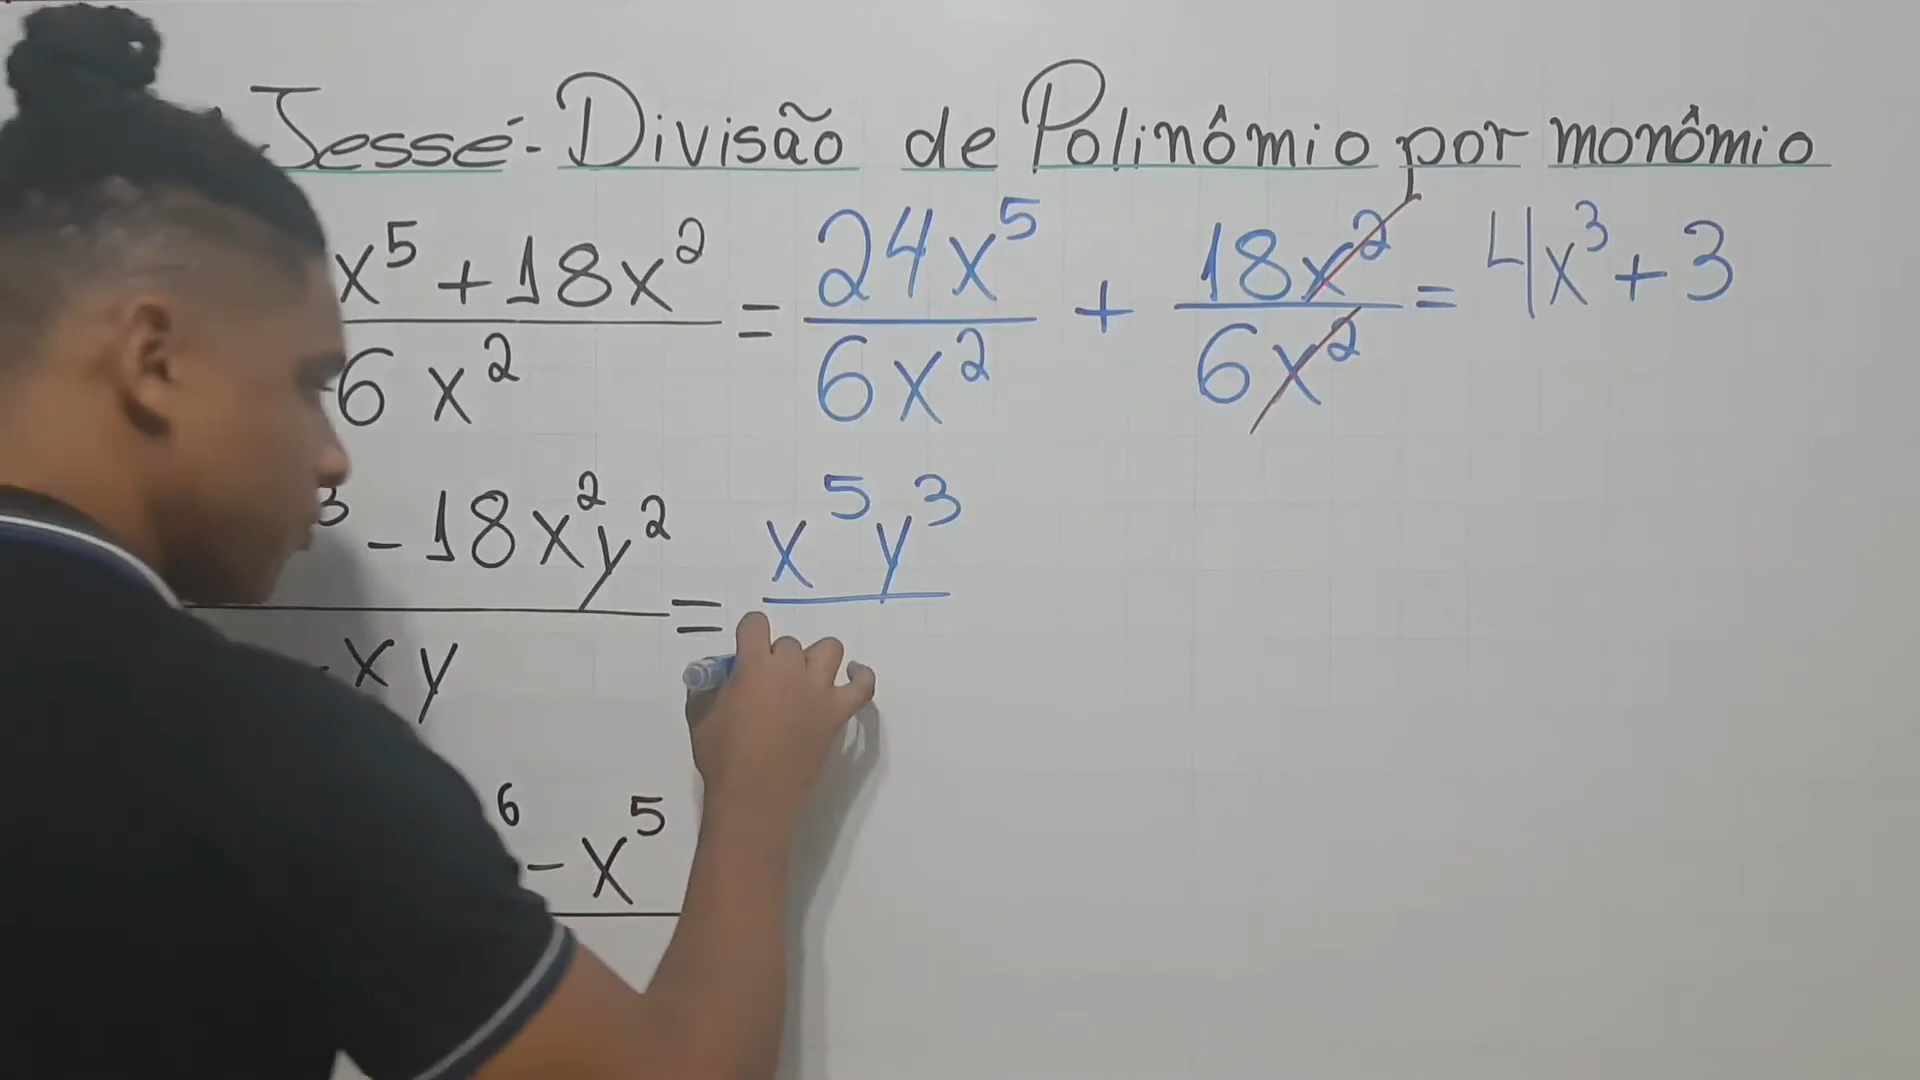 Jessé - Divisão de Polinômio por monômio
x⁵ + 18x² / 6x² = 24x⁵ / 6x² + 18x² / 6x² = 4x³ + 3
³ - 18x²y² / -xy = x⁵y³
⁶ - x⁵